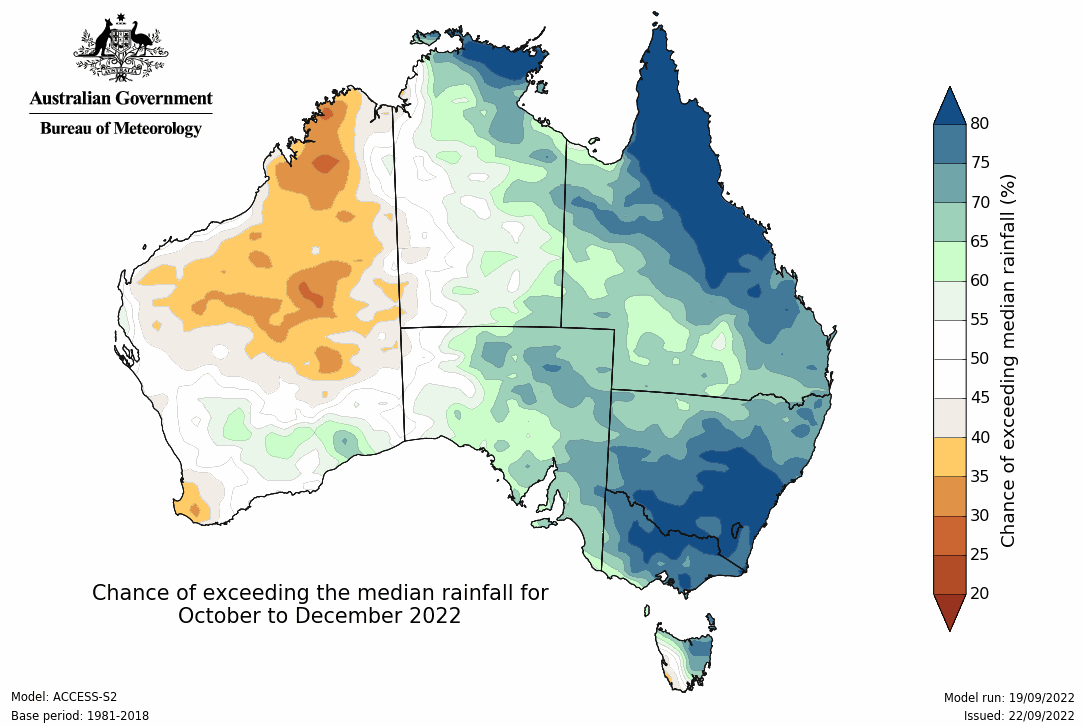 Australian Government
Bureau of Meteorology
80
75
70
65
60
55
50
45
40
35
30
25
20
Chance of exceeding median rainfall (%)
Chance of exceeding the median rainfall for
October to December 2022
Model: ACCESS-S2
Base period: 1981-2018
Model run: 19/09/2022
Issued: 22/09/2022